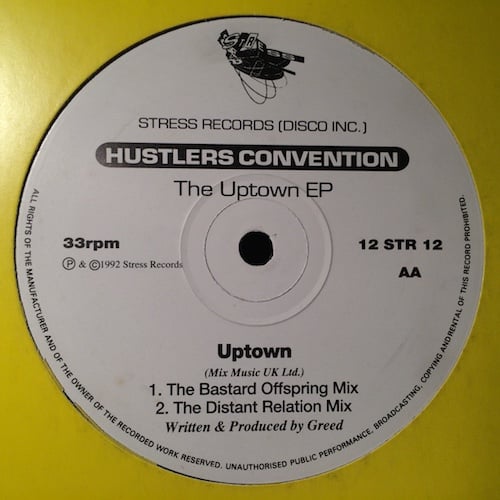 STRESS
STRESS RECORDS (DISCO INC.)
HUSTLERS CONVENTION
The Uptown EP
33rpm
12 STR 12
Ⓟ & ©1992 Stress Records
AA
Uptown
(Mix Music UK Ltd.)
1. The Bastard Offspring Mix
2. The Distant Relation Mix
Written & Produced by Greed
ALL RIGHTS OF THE MANUFACTURER AND OF THE OWNER OF THE RECORDED WORK RESERVED. UNAUTHORISED PUBLIC PERFORMANCE, BROADCASTING, COPYING ANDRENTAL OF THIS RECORD PROHIBITED.